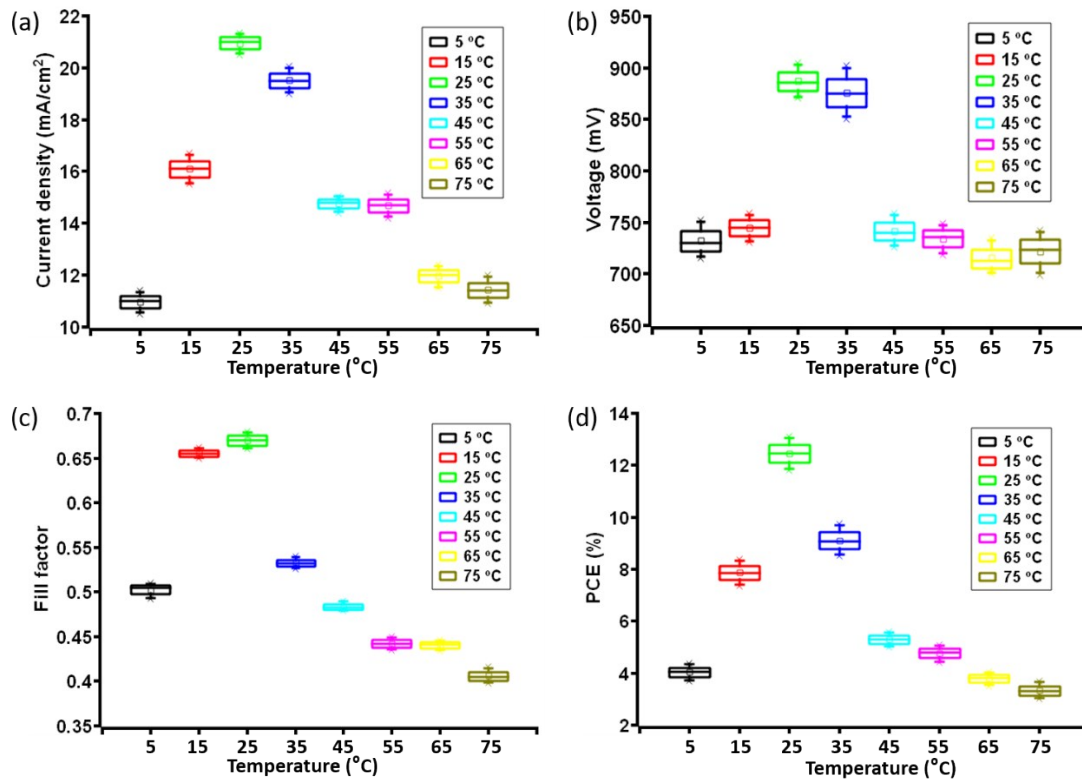 (a)
Current density (mA/cm²)
22
20
18
16
14
12
10
5 15 25 35 45 55 65 75
Temperature (°C)
5 °C
15 °C
25 °C
35 °C
45 °C
55 °C
65 °C
75 °C
(b)
Voltage (mV)
950
900
850
800
750
700
650
5 15 25 35 45 55 65 75
Temperature (°C)
5 °C
15 °C
25 °C
35 °C
45 °C
55 °C
65 °C
75 °C
(c)
Fill factor
0.7
0.65
0.6
0.55
0.5
0.45
0.4
0.35
5 15 25 35 45 55 65 75
Temperature (°C)
5 °C
15 °C
25 °C
35 °C
45 °C
55 °C
65 °C
75 °C
(d)
PCE (%)
14
12
10
8
6
4
2
5 15 25 35 45 55 65 75
Temperature (°C)
5 °C
15 °C
25 °C
35 °C
45 °C
55 °C
65 °C
75 °C